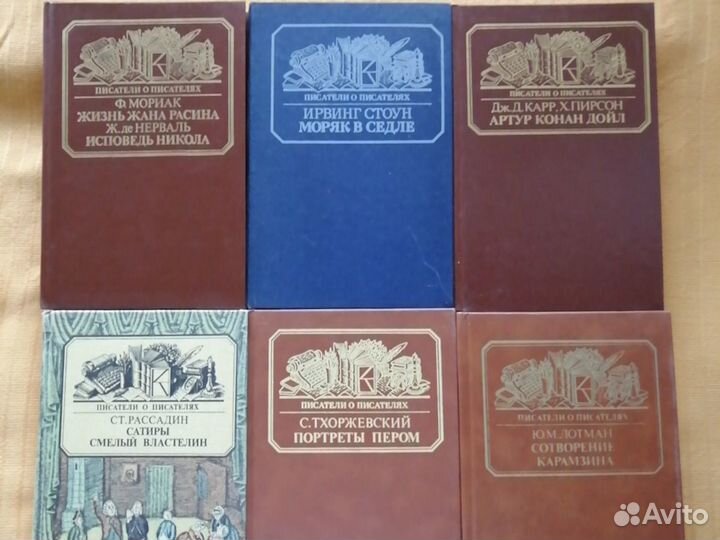 ПИСАТЕЛИ О ПИСАТЕЛЯХ
Ф. МОРИАК
ЖИЗНЬ ЖАНА РАСИНА
Ж. де НЕРВАЛЬ
ИСПОВЕДЬ НИКОЛА
ПИСАТЕЛИ О ПИСАТЕЛЯХ
ИРВИНГ СТОУН
МОРЯК В СЕДЛЕ
ПИСАТЕЛИ О ПИСАТЕЛЯХ
Дж. Д. КАРР, Х. ПИРСОН
АРТУР КОНАН ДОЙЛ
ПИСАТЕЛИ О ПИСАТЕЛЯХ
СТ. РАССАДИН
САТИРЫ
СМЕЛЫЙ ВЛАСТЕЛИН
ПИСАТЕЛИ О ПИСАТЕЛЯХ
С. ТХОРЖЕВСКИЙ
ПОРТРЕТЫ ПЕРОМ
ПИСАТЕЛИ О ПИСАТЕЛЯХ
Ю. М. ЛОТМАН
СОТВОРЕНИЕ
КАРАМЗИНА
Avito